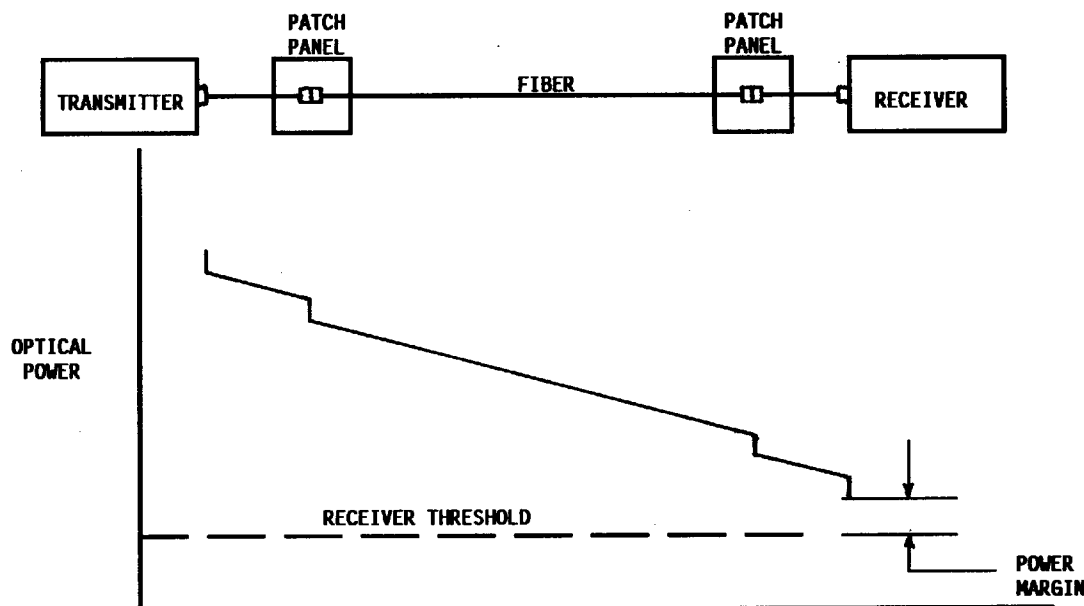 PATCH
PANEL
PATCH
PANEL
TRANSMITTER
FIBER
RECEIVER
OPTICAL
POWER
RECEIVER THRESHOLD
POWER
MARGIN